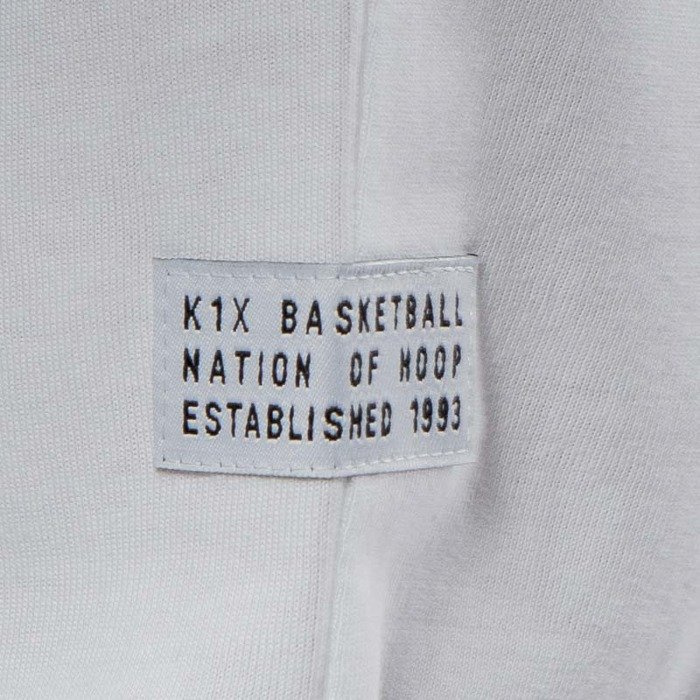 K1X BASKETBALL
NATION OF HOOP
ESTABLISHED 1993